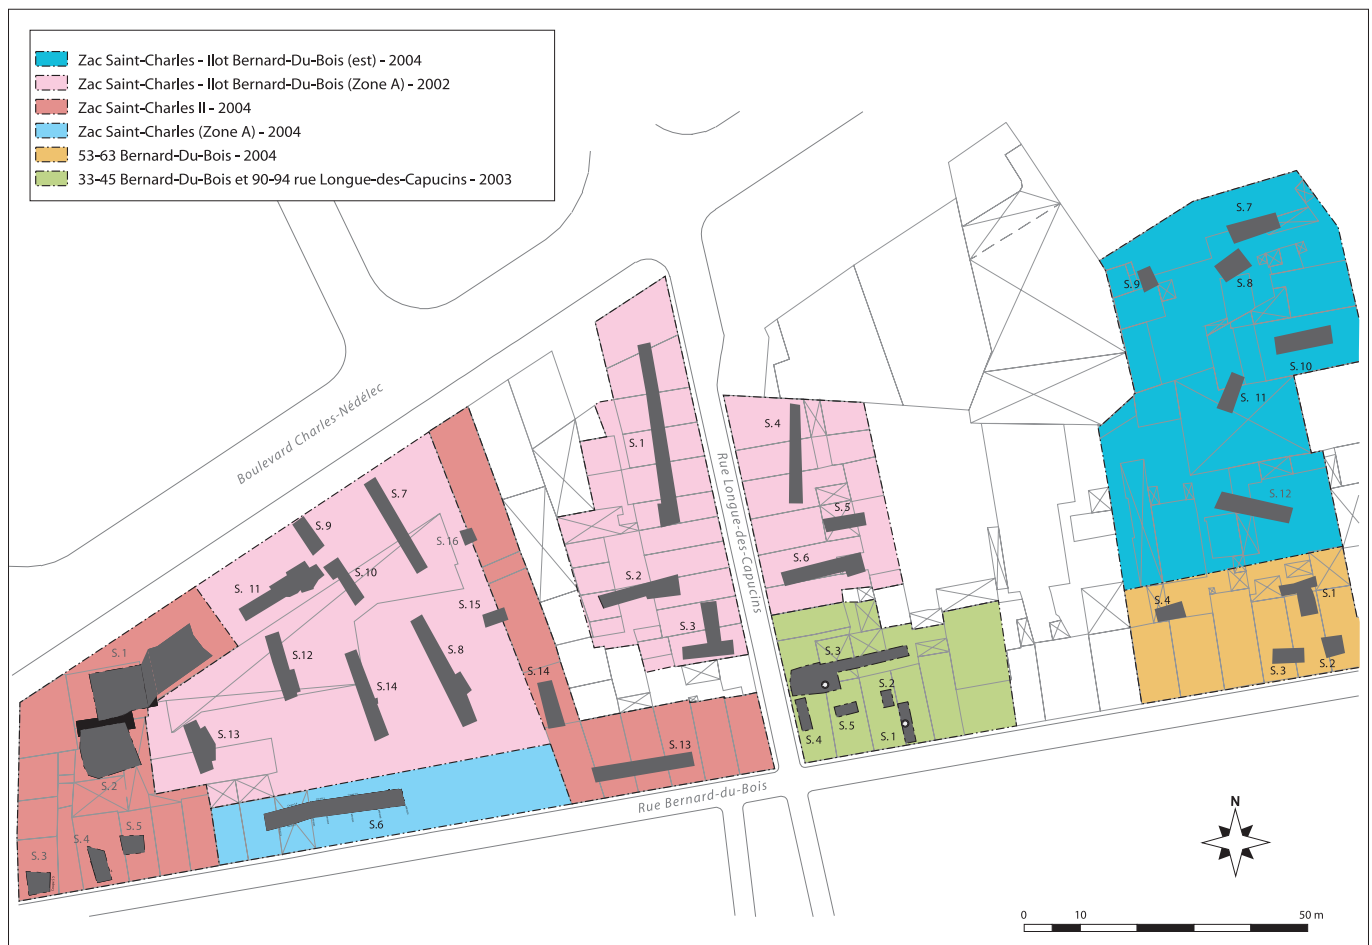 Zac Saint-Charles - Ilot Bernard-Du-Bois (est) - 2004
Zac Saint-Charles - Ilot Bernard-Du-Bois (Zone A) - 2002
Zac Saint-Charles II - 2004
Zac Saint-Charles (Zone A) - 2004
53-63 Bernard-Du-Bois - 2004
33-45 Bernard-Du-Bois et 90-94 rue Longue-des-Capucins - 2003
S.7
S.8
S.9
S.10
S. 11
S.12
Boulevard Charles-Nédélec
Rue Longue-des-Capucins
S.1
S.4
S.5
S.6
S.2
S.3
S.7
S.9
S.10
S. 11
S.16
S.15
S.12
S.14
S.8
S.13
S.14
S.13
S.1
S.2
S.3
S.4
S.5
S.6
S.3
S.2
S.4
S.5
S.1
S.4
S.1
S.3
S.2
Rue Bernard-du-Bois
N
0 10 50 m